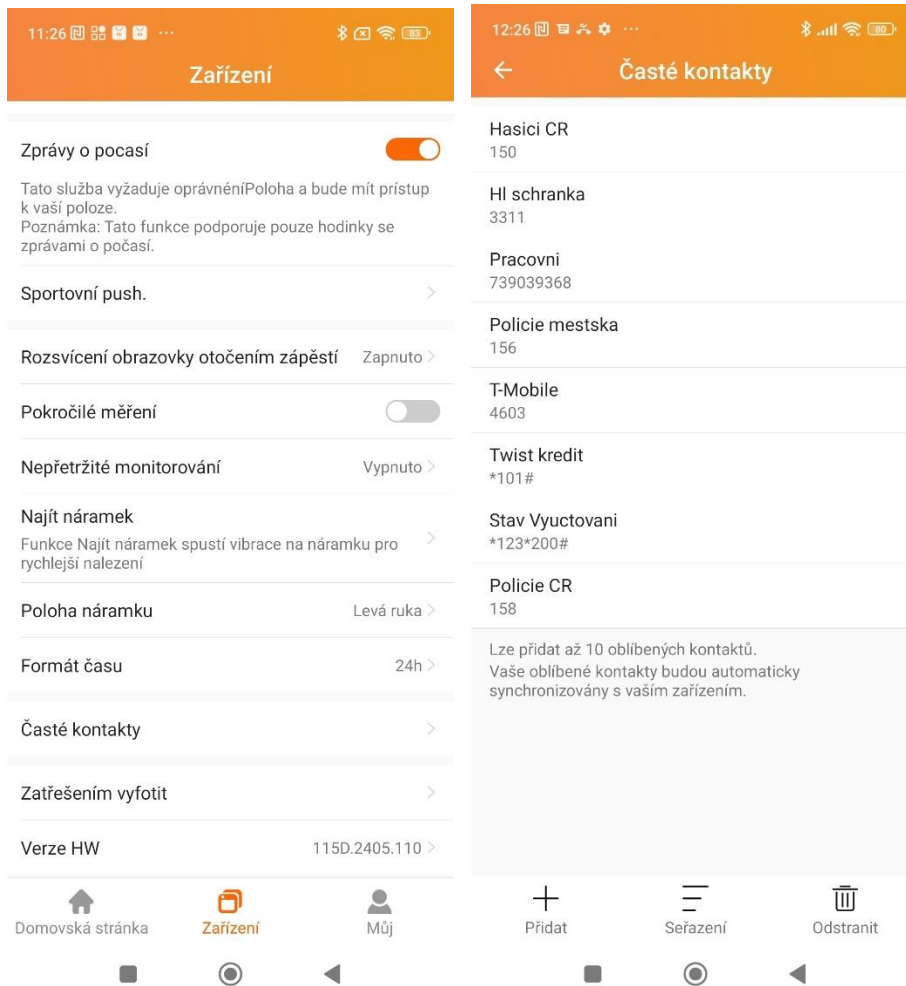 11:26
83
Zařízení
Zprávy o pocasí
Tato služba vyžaduje oprávnéníPoloha a bude mít prístup
k vaší poloze.
Poznámka: Tato funkce podporuje pouze hodinky se
zprávami o počasí.
Sportovní push.
Rozsvícení obrazovky otočením zápěstí Zapnuto
Pokročilé měření
Nepřetržité monitorování Vypnuto
Najít náramek
Funkce Najít náramek spustí vibrace na náramku pro
rychlejší nalezení
Poloha náramku Levá ruka
Formát času 24h
Časté kontakty
Zatřešením vyfotit
Verze HW 115D.2405.110
Domovská stránka Zařízení Můj
12:26
80
Časté kontakty
Hasici CR
150
Hl schranka
3311
Pracovni
739039368
Policie mestska
156
T-Mobile
4603
Twist kredit
*101#
Stav Vyuctovani
*123*200#
Policie CR
158
Lze přidat až 10 oblíbených kontaktů.
Vaše oblíbené kontakty budou automaticky
synchronizovány s vaším zařízením.
Přidat Seřazení Odstranit